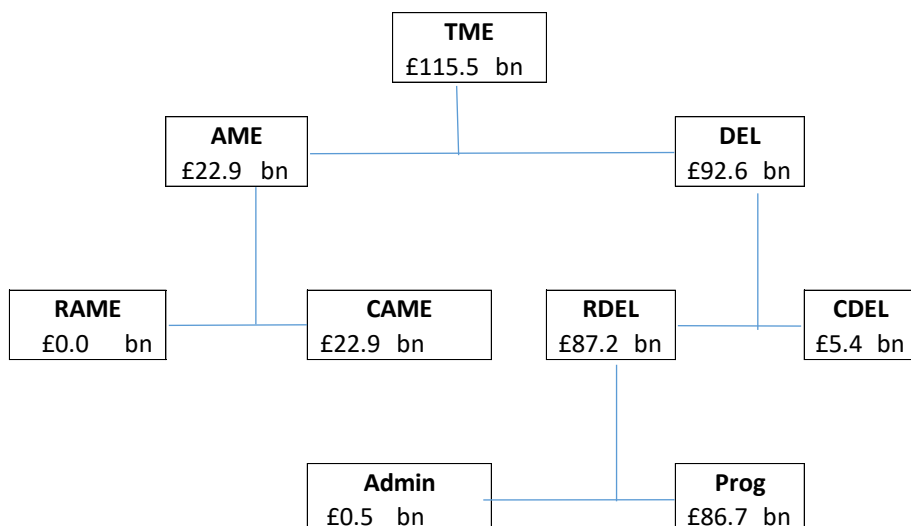 TME
£115.5 bn
AME
£22.9 bn
DEL
£92.6 bn
RAME
£0.0 bn
CAME
£22.9 bn
RDEL
£87.2 bn
CDEL
£5.4 bn
Admin
£0.5 bn
Prog
£86.7 bn